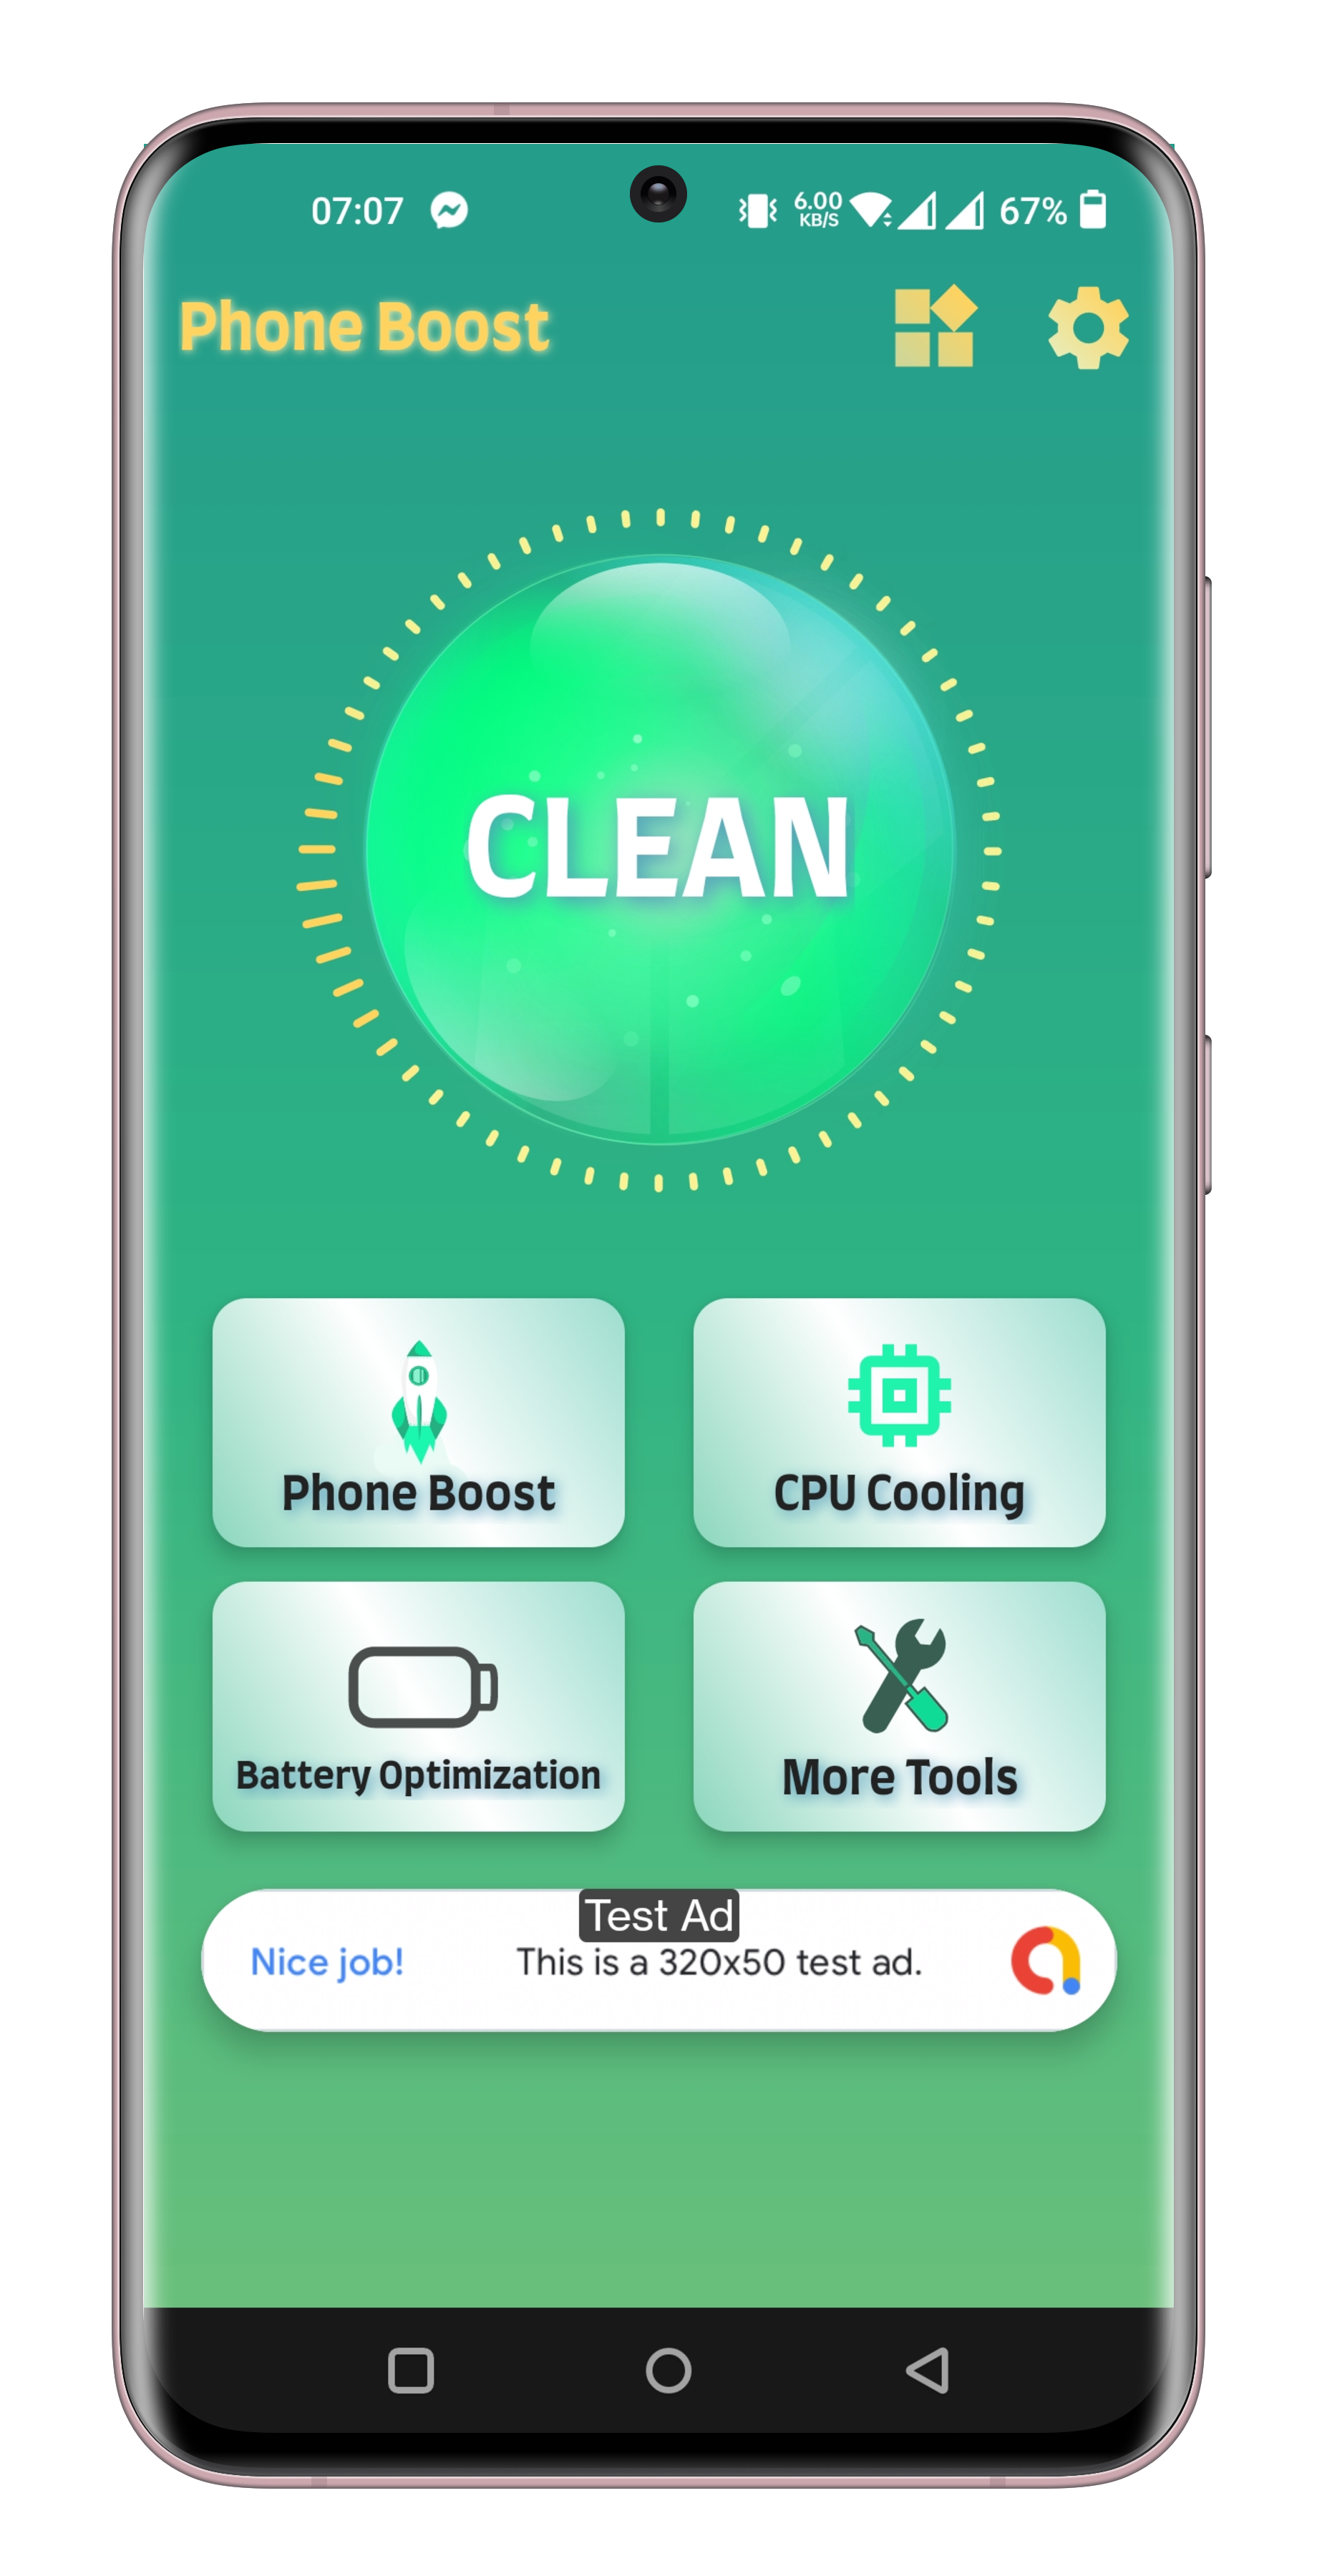 07:07
6.00
KB/S
67%
Phone Boost
CLEAN
Phone Boost
CPU Cooling
Battery Optimization
More Tools
Test Ad
Nice job!
This is a 320x50 test ad.